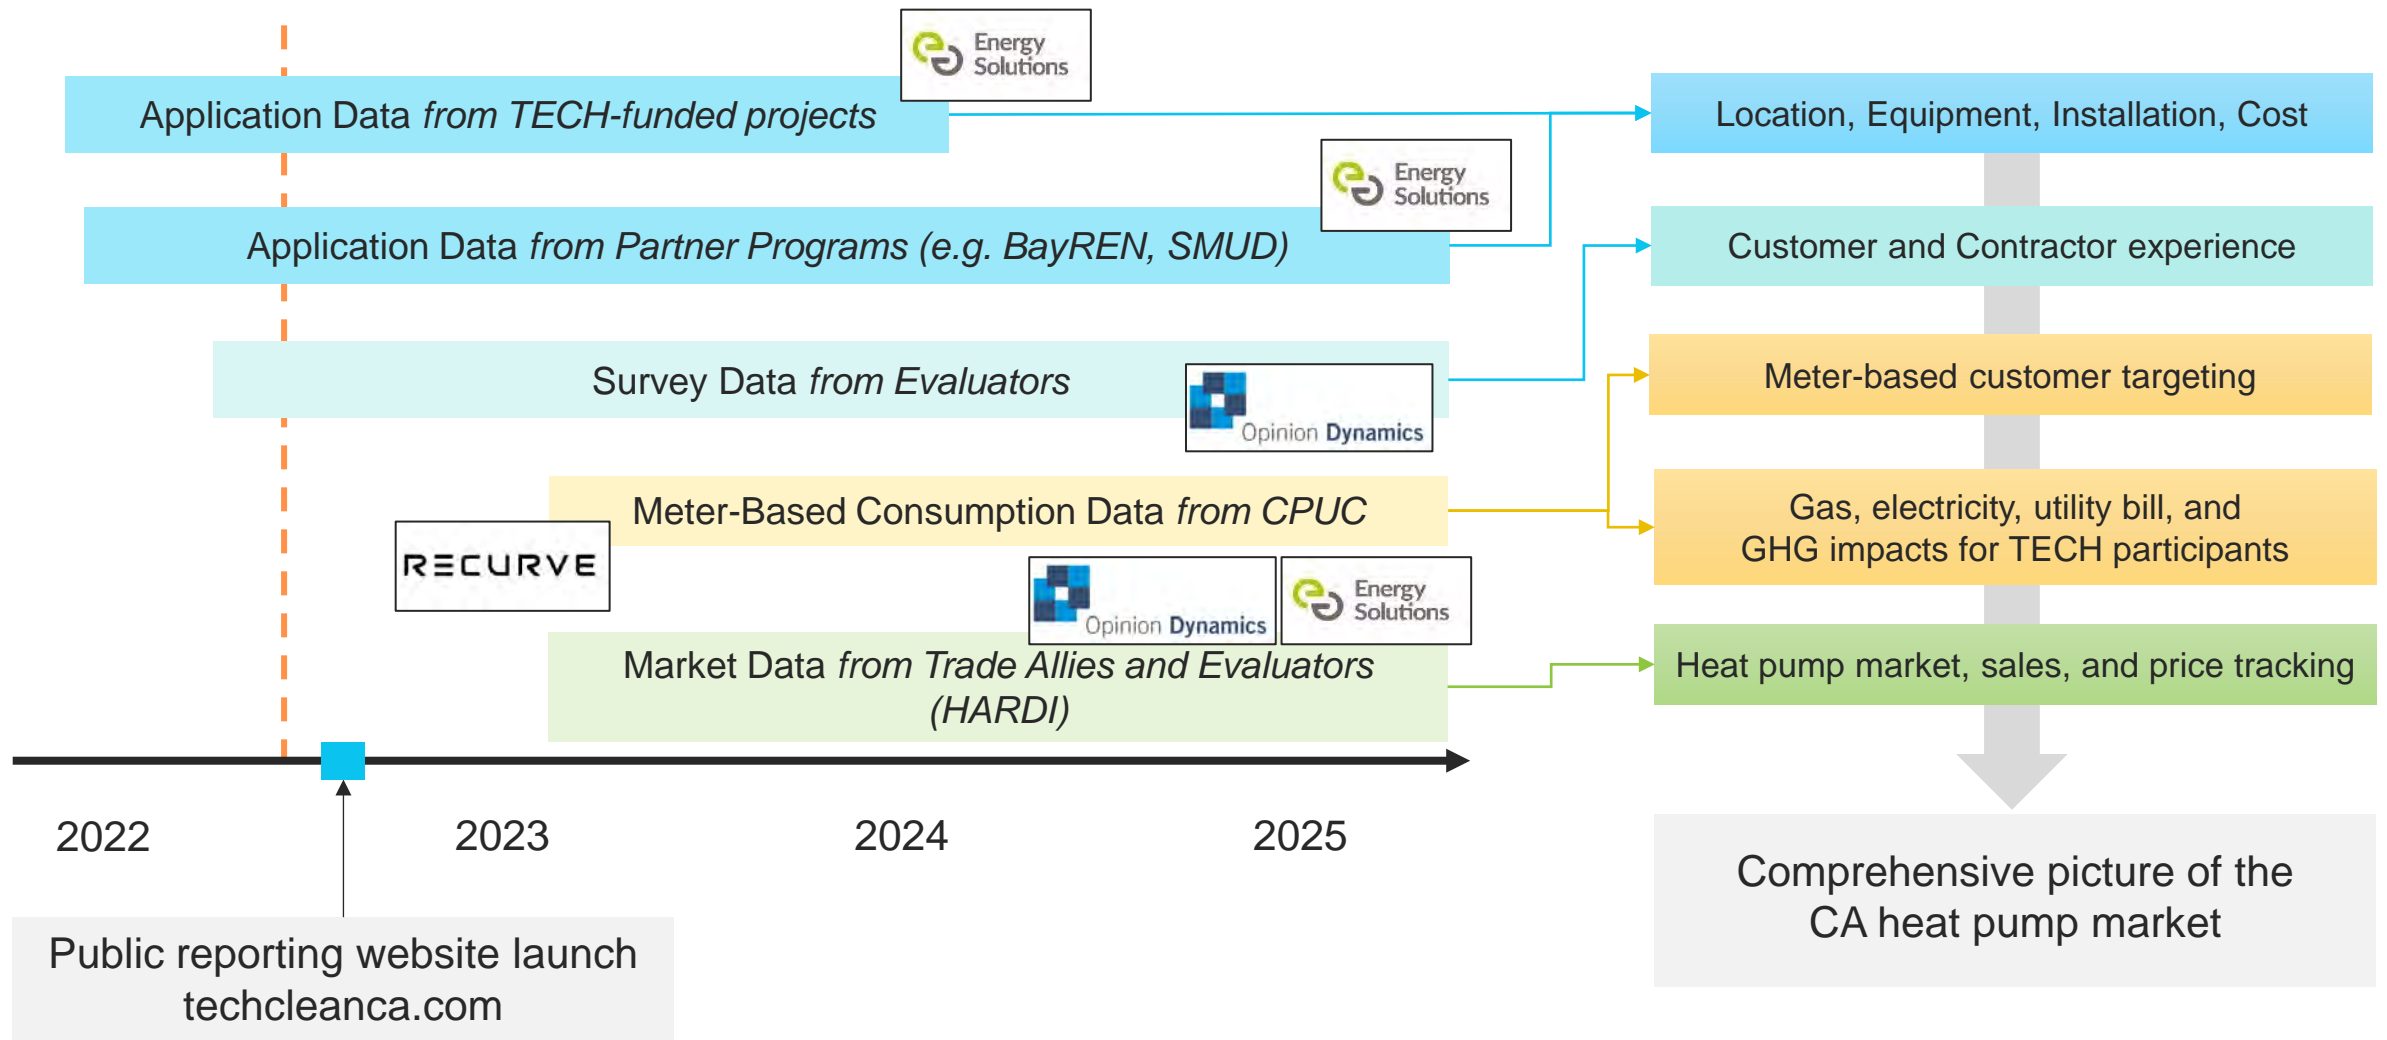 Energy
Solutions
Application Data from TECH-funded projects
Location, Equipment, Installation, Cost
Energy
Solutions
Application Data from Partner Programs (e.g. BayREN, SMUD)
Customer and Contractor experience
Survey Data from Evaluators
Opinion Dynamics
Meter-based customer targeting
Meter-Based Consumption Data from CPUC
RECURVE
Gas, electricity, utility bill, and
GHG impacts for TECH participants
Opinion Dynamics
Energy
Solutions
Market Data from Trade Allies and Evaluators
(HARDI)
Heat pump market, sales, and price tracking
2022
2023
2024
2025
Public reporting website launch
techcleanca.com
Comprehensive picture of the
CA heat pump market